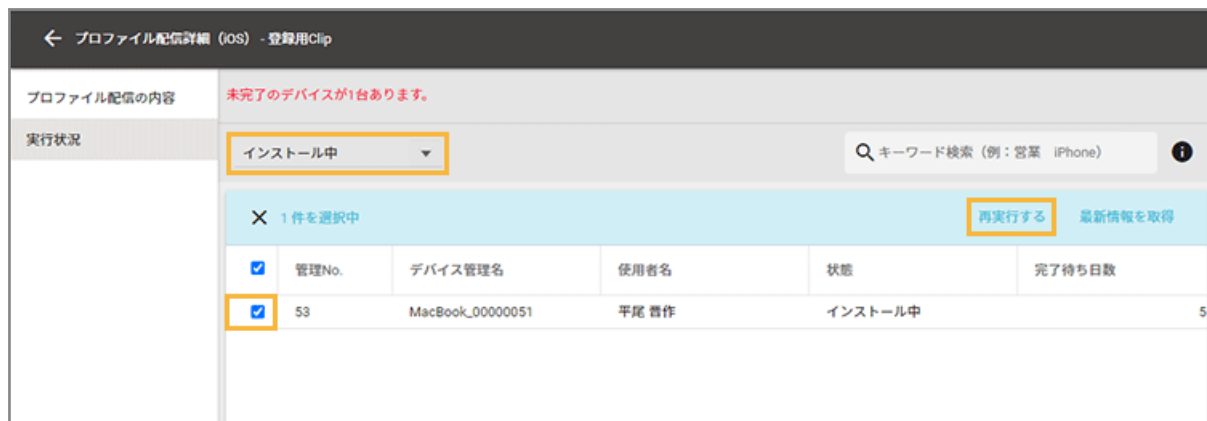 プロファイル配信詳細（iOS） - 登録用Clip
プロファイル配信の内容
実行状況
未完了のデバイスが1台あります。
インストール中
キーワード検索（例：営業　iPhone）
1 件を選択中
再実行する 最新情報を取得
管理No. デバイス管理名 使用者名 状態 完了待ち日数
53 MacBook_00000051 平尾 晋作 インストール中 5